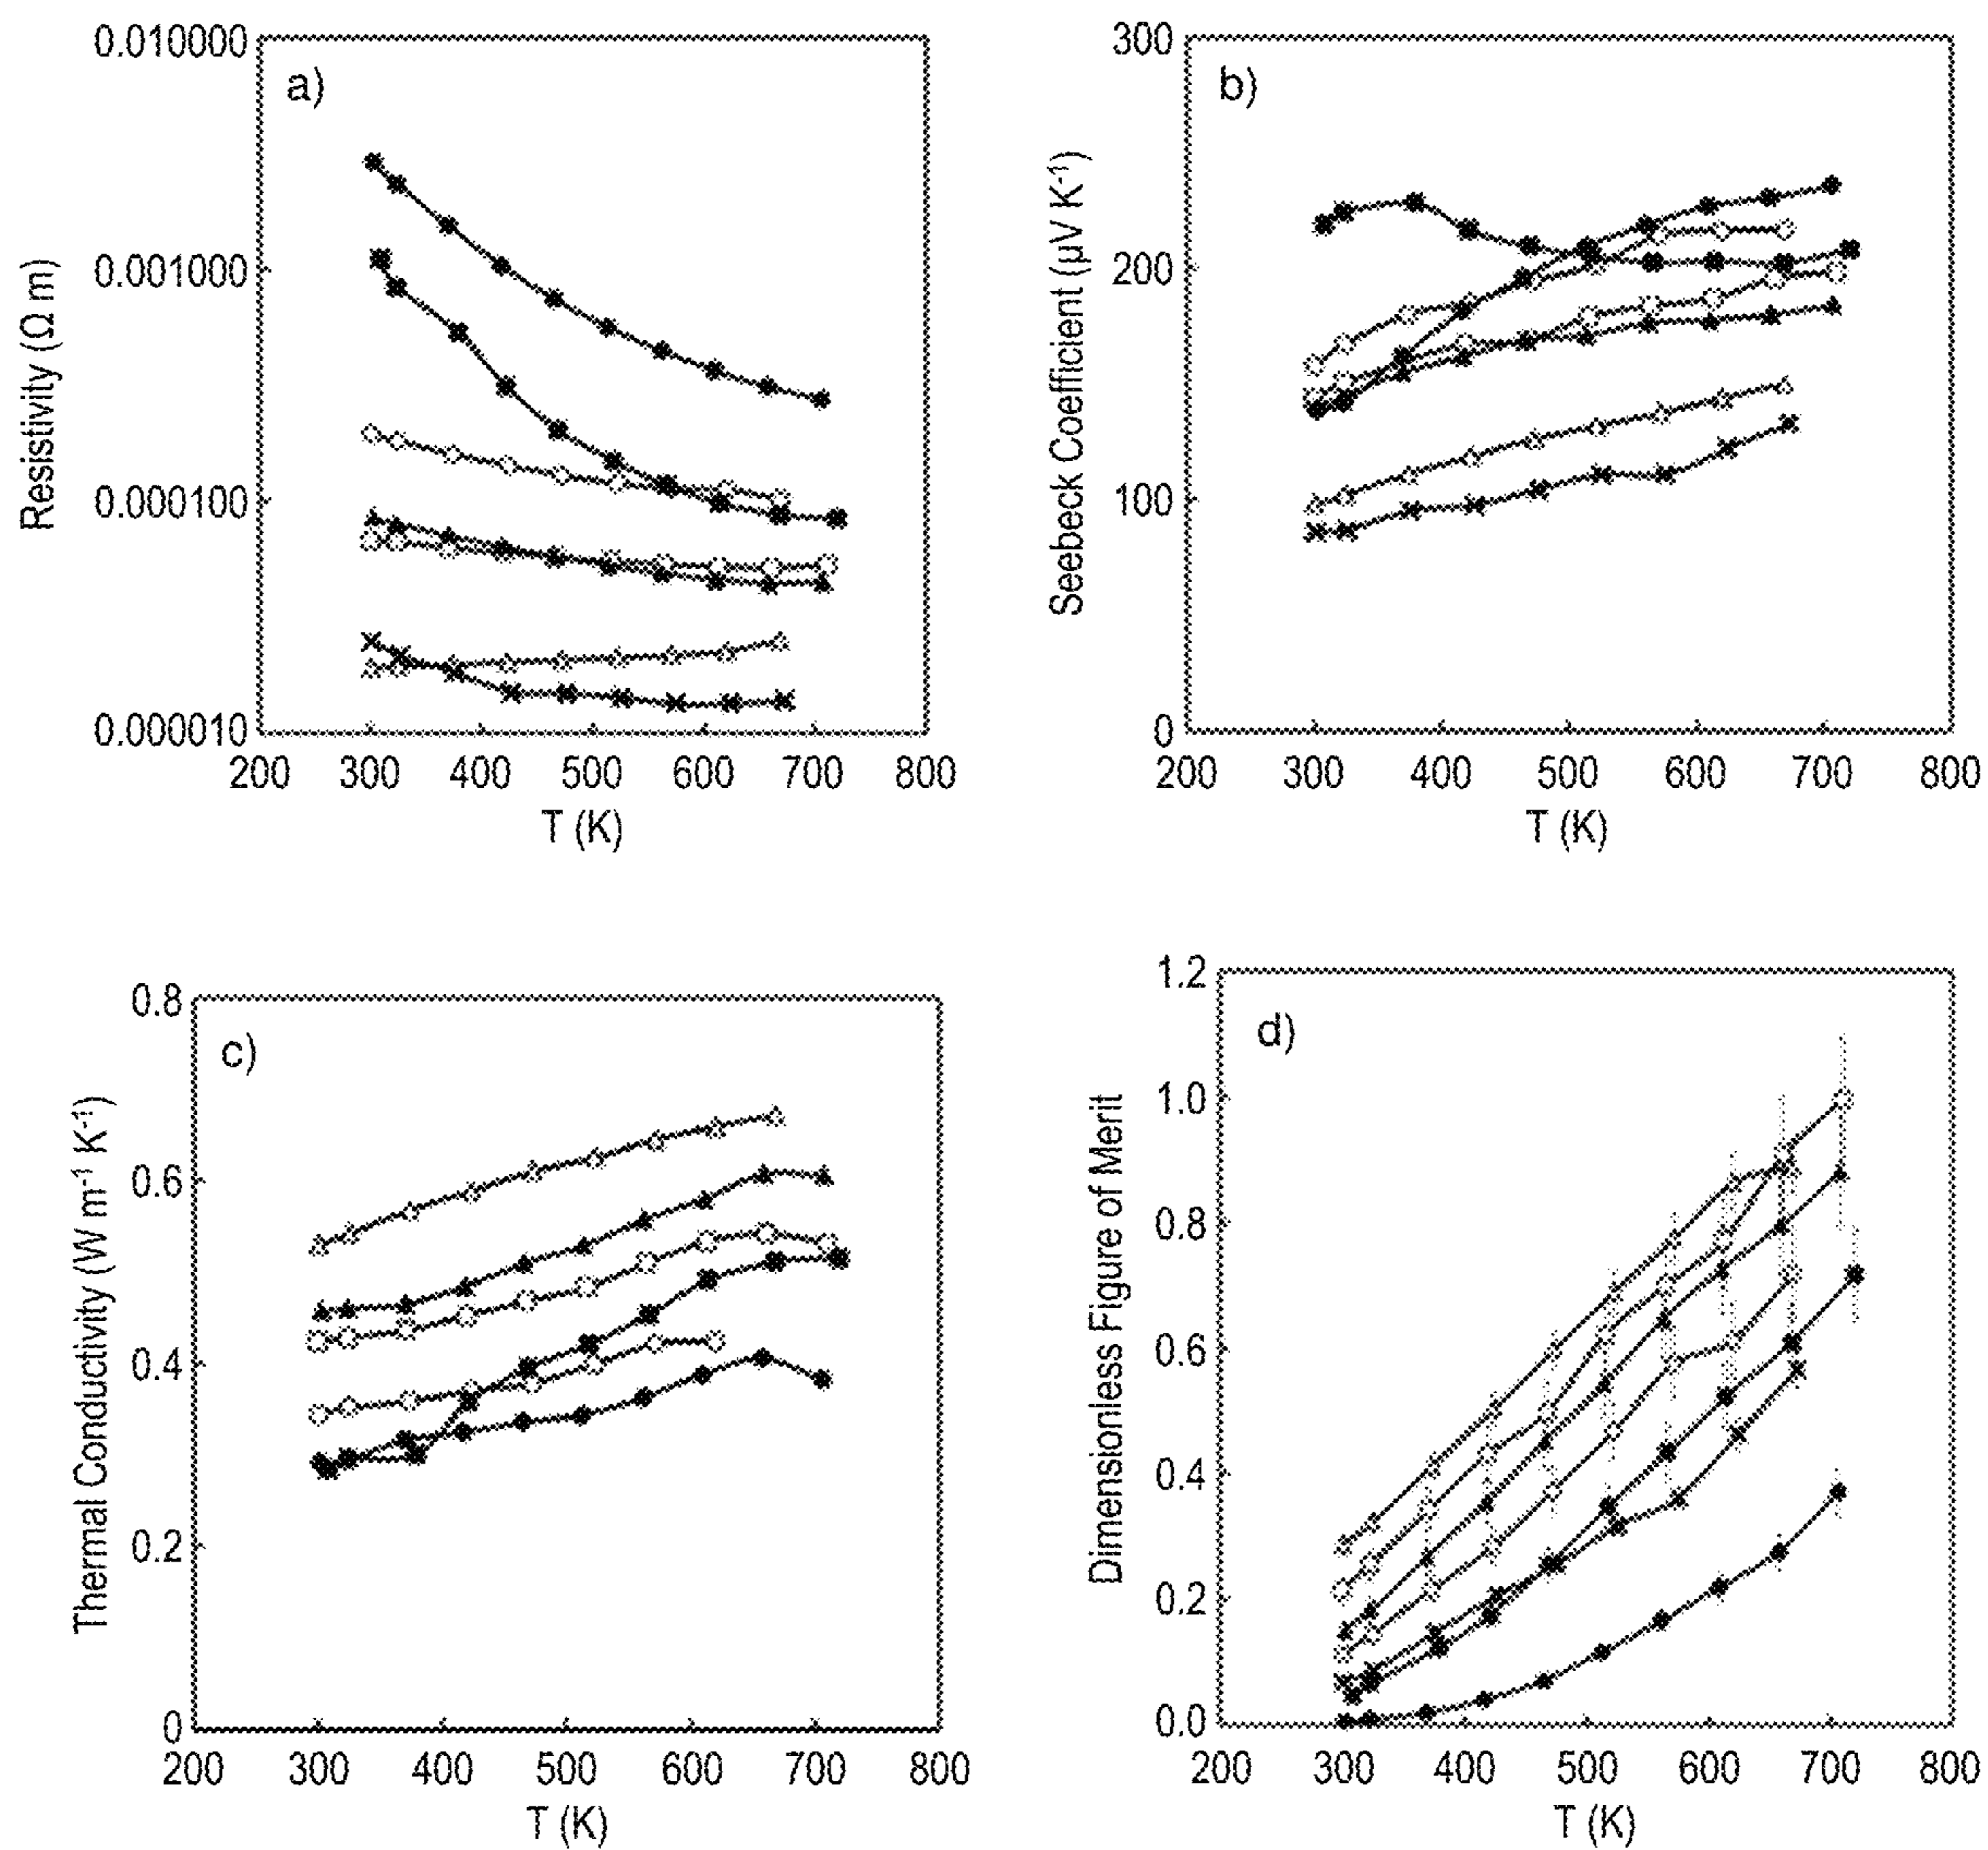 a)
0.010000
0.001000
0.000100
0.000010
Resistivity (Ω m)
200 300 400 500 600 700 800
T (K)
b)
300
200
100
0
Seebeck Coefficient (µV K⁻¹)
200 300 400 500 600 700 800
T (K)
c)
0.8
0.6
0.4
0.2
0
Thermal Conductivity (W m⁻¹ K⁻¹)
200 300 400 500 600 700 800
T (K)
d)
1.2
1.0
0.8
0.6
0.4
0.2
0.0
Dimensionless Figure of Merit
200 300 400 500 600 700 800
T (K)